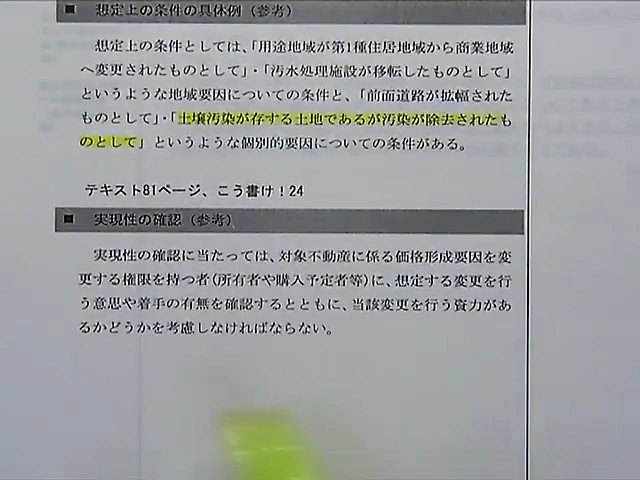 ■ 想定上の条件の具体例（参考）
想定上の条件としては、「用途地域が第1種住居地域から商業地域
へ変更されたものとして」・「汚水処理施設が移転したものとして」
というような地域要因についての条件と、「前面道路が拡幅された
ものとして」・「土壌汚染が存する土地であるが汚染が除去されたも
のとして」というような個別的要因についての条件がある。
テキスト81ページ、こう書け！24
■ 実現性の確認（参考）
実現性の確認に当たっては、対象不動産に係る価格形成要因を変
更する権限を持つ者(所有者や購入予定者等)に、想定する変更を行
う意思や着手の有無を確認するとともに、当該変更を行う資力があ
るかどうかを考慮しなければならない。